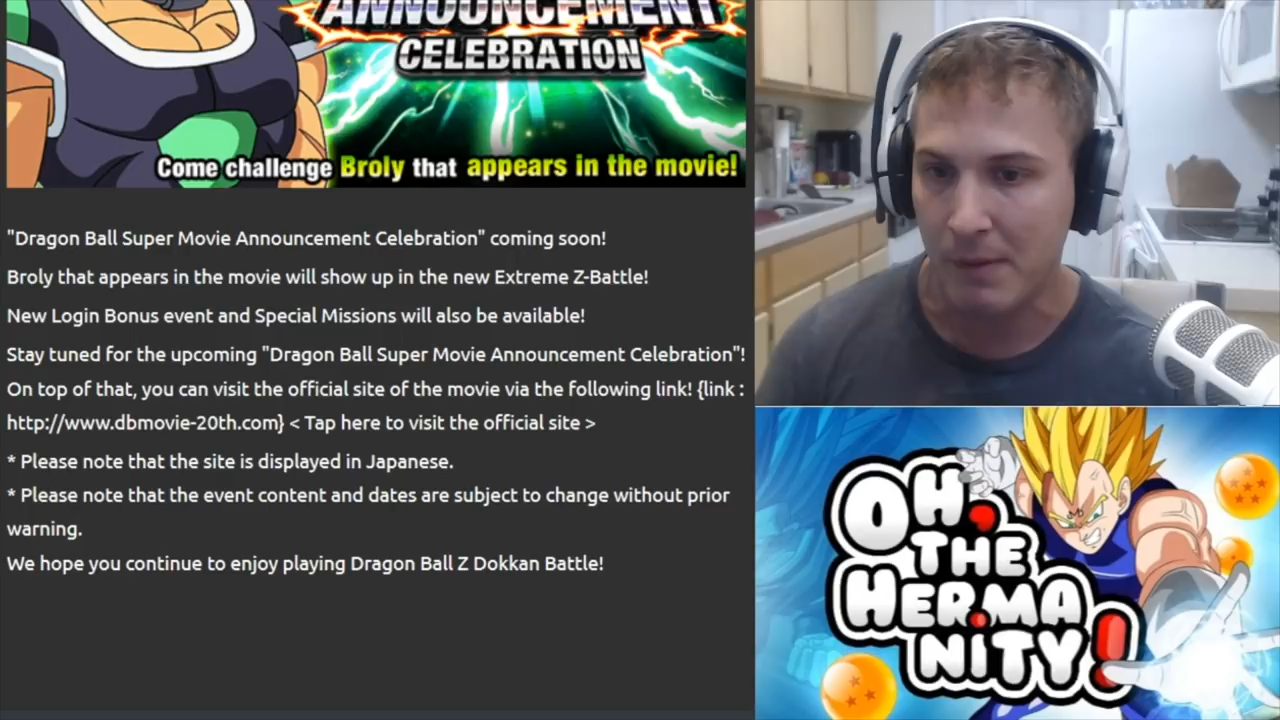 ANNOUNCEMENT
CELEBRATION
Come challenge Broly that appears in the movie!
"Dragon Ball Super Movie Announcement Celebration" coming soon!
Broly that appears in the movie will show up in the new Extreme Z-Battle!
New Login Bonus event and Special Missions will also be available!
Stay tuned for the upcoming "Dragon Ball Super Movie Announcement Celebration"!
On top of that, you can visit the official site of the movie via the following link! {link :
http://www.dbmovie-20th.com} < Tap here to visit the official site >
* Please note that the site is displayed in Japanese.
* Please note that the event content and dates are subject to change without prior
warning.
We hope you continue to enjoy playing Dragon Ball Z Dokkan Battle!
OH,
THE
HERMA
NITY!